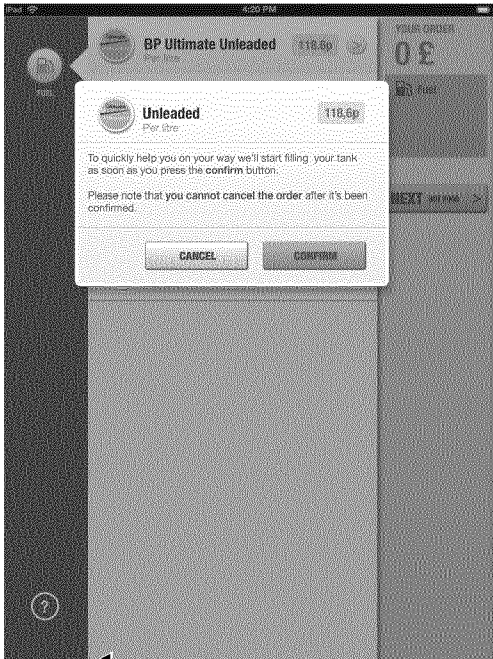 iPad
4:20 PM
YOUR ORDER
0 £
BP Ultimate Unleaded
118.6p
>
Per litre
FUEL
Fuel
Unleaded
118,6p
Per litre
To quickly help you on your way we'll start filling your tank
as soon as you press the confirm button.
Please note that you cannot cancel the order after it's been
confirmed.
NEXT
>
CANCEL
CONFIRM
?